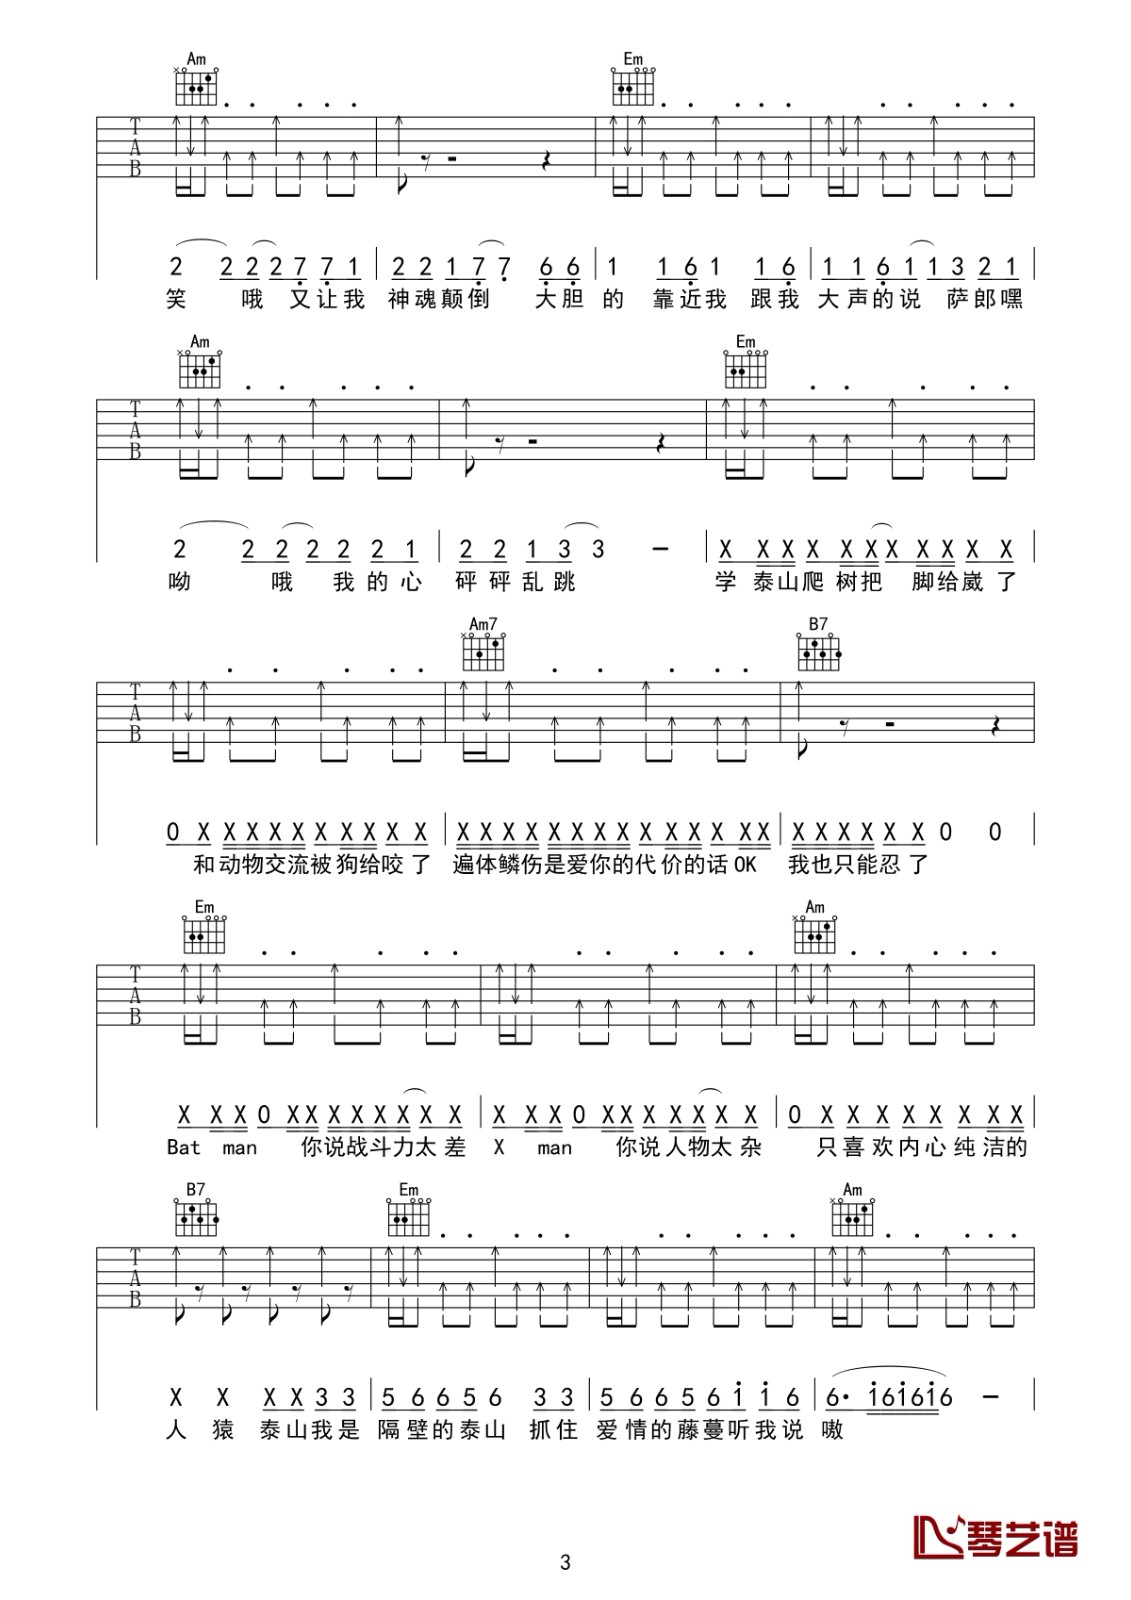 Am Em
T A B
2 2 2 2 7 7 1 2 2 1 7 7 6 6 1 1 6 1 1 6 1 1 6 1 1 3 2 1
笑 哦 又让我 神魂颠倒 大胆 的 靠近我 跟我 大声的说 萨郎嘿
Am Em
T A B
2 2 2 2 2 2 1 2 2 1 3 3 – X X X X X X X X X X X
呦 哦 我的心 砰砰乱跳 学 泰山爬 树把 脚给崴了
Am7 B7
T A B
0 X X X X X X X X X X X X X X X X X X X X X X X X X X X X X X 0 0
和动物交流被狗给咬了 遍体鳞伤是爱你的代价的话OK 我也只能忍了
Em Am
T A B
X X X 0 X X X X X X X X X X X 0 X X X X X X X 0 X X X X X X X
Bat man 你说战斗力太差 X man 你说人物太杂 只喜欢内心纯洁的
B7 Em Am
T A B
X X X X 3 3 5 6 6 5 6 3 3 5 6 6 5 6 1 1 6 6· 1 6 1 6 1 6 –
人 猿 泰山我是 隔壁的泰山 抓住 爱情的藤蔓听我说 嗷
琴艺谱
3